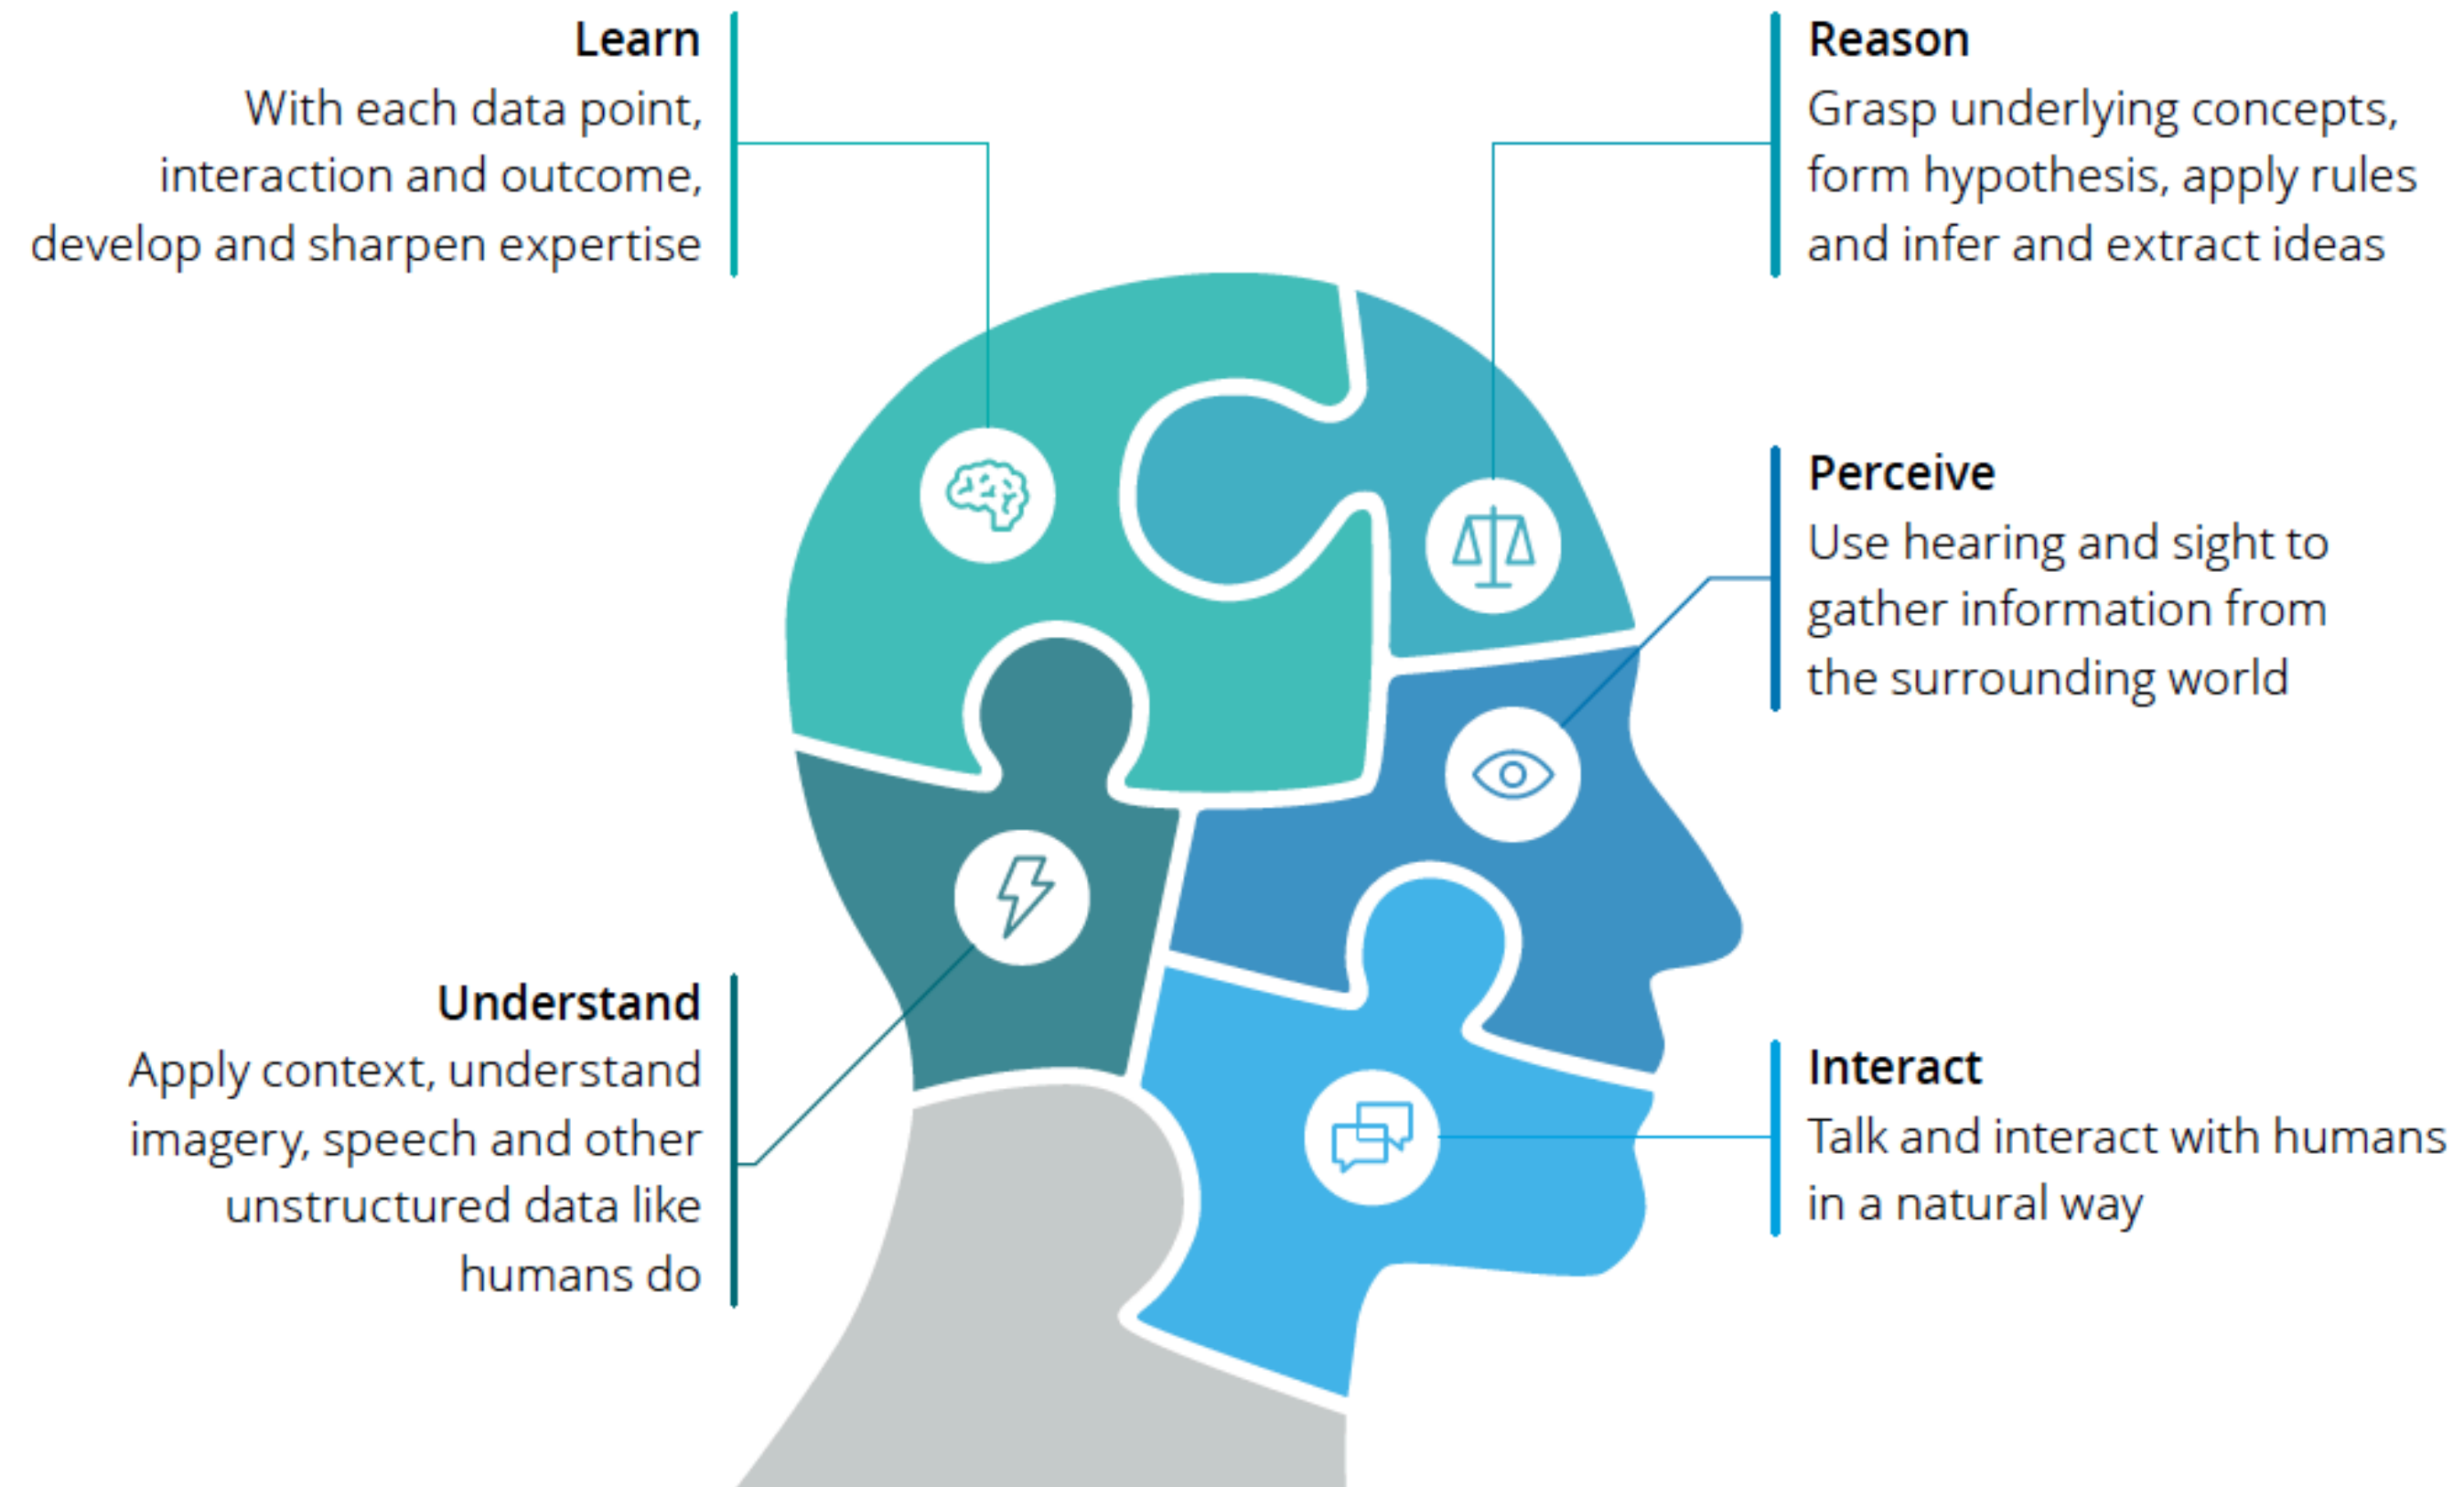 Learn
With each data point,
interaction and outcome,
develop and sharpen expertise
Reason
Grasp underlying concepts,
form hypothesis, apply rules
and infer and extract ideas
Perceive
Use hearing and sight to
gather information from
the surrounding world
Understand
Apply context, understand
imagery, speech and other
unstructured data like
humans do
Interact
Talk and interact with humans
in a natural way